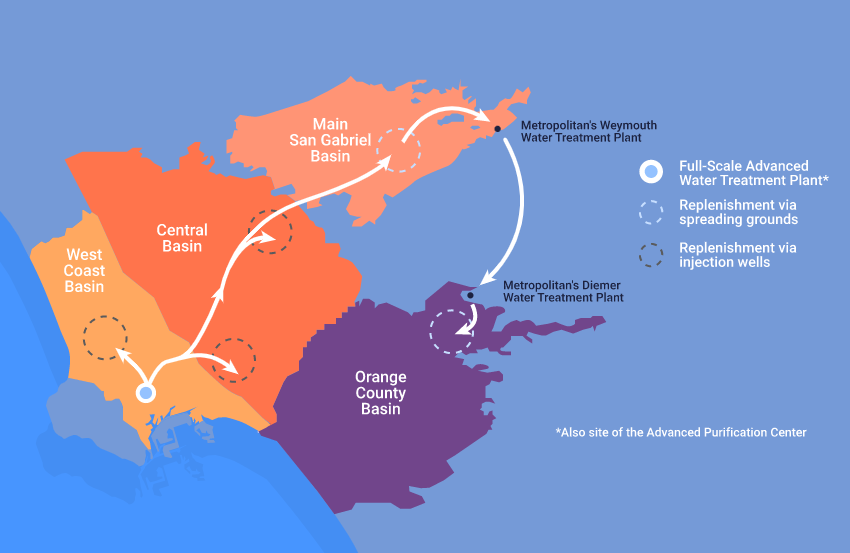 Main
San Gabriel
Basin
Metropolitan's Weymouth
Water Treatment Plant
Full-Scale Advanced
Water Treatment Plant*
Replenishment via
spreading grounds
Replenishment via
injection wells
Central
Basin
West
Coast
Basin
Metropolitan's Diemer
Water Treatment Plant
Orange
County
Basin
*Also site of the Advanced Purification Center